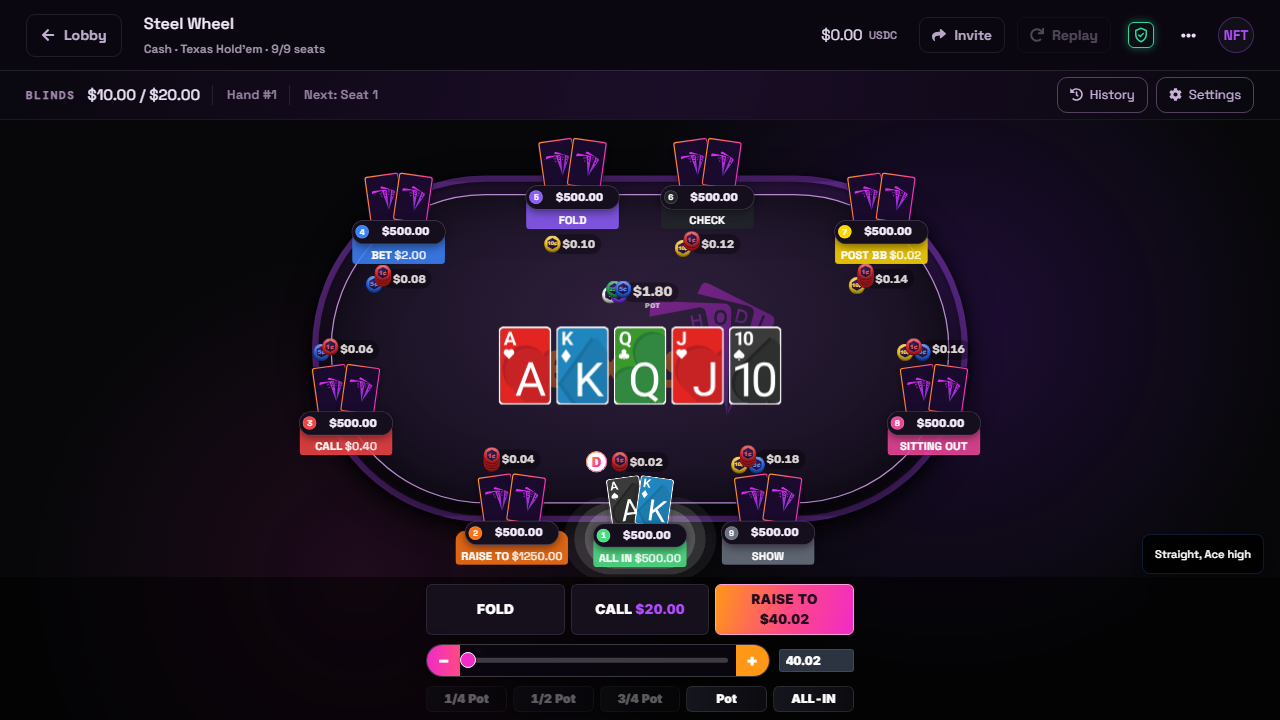 Lobby
Steel Wheel
Cash · Texas Hold'em · 9/9 seats
$0.00 USDC
Invite
Replay
NFT
BLINDS $10.00 / $20.00
Hand #1
Next: Seat 1
History
Settings
5 $500.00
FOLD
$0.10
6 $500.00
CHECK
$0.12
4 $500.00
BET $2.00
$0.08
7 $500.00
POST BB $0.02
$0.14
$1.80
POT
HODL
A A
K K
Q Q
J J
10 10
$0.06
3 $500.00
CALL $0.40
$0.16
8 $500.00
SITTING OUT
$0.04
2 $500.00
RAISE TO $1250.00
D
$0.02
A A
K K
1 $500.00
ALL IN $500.00
$0.18
9 $500.00
SHOW
Straight, Ace high
FOLD
CALL $20.00
RAISE TO
$40.02
40.02
1/4 Pot
1/2 Pot
3/4 Pot
Pot
ALL-IN